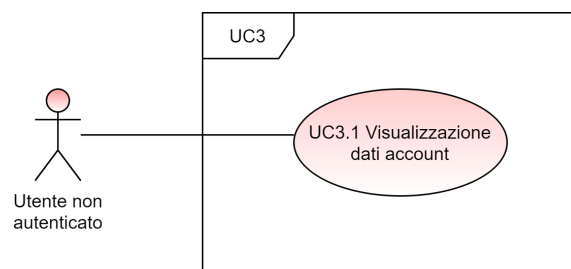 UC3
UC3.1 Visualizzazione
dati account
Utente non
autenticato